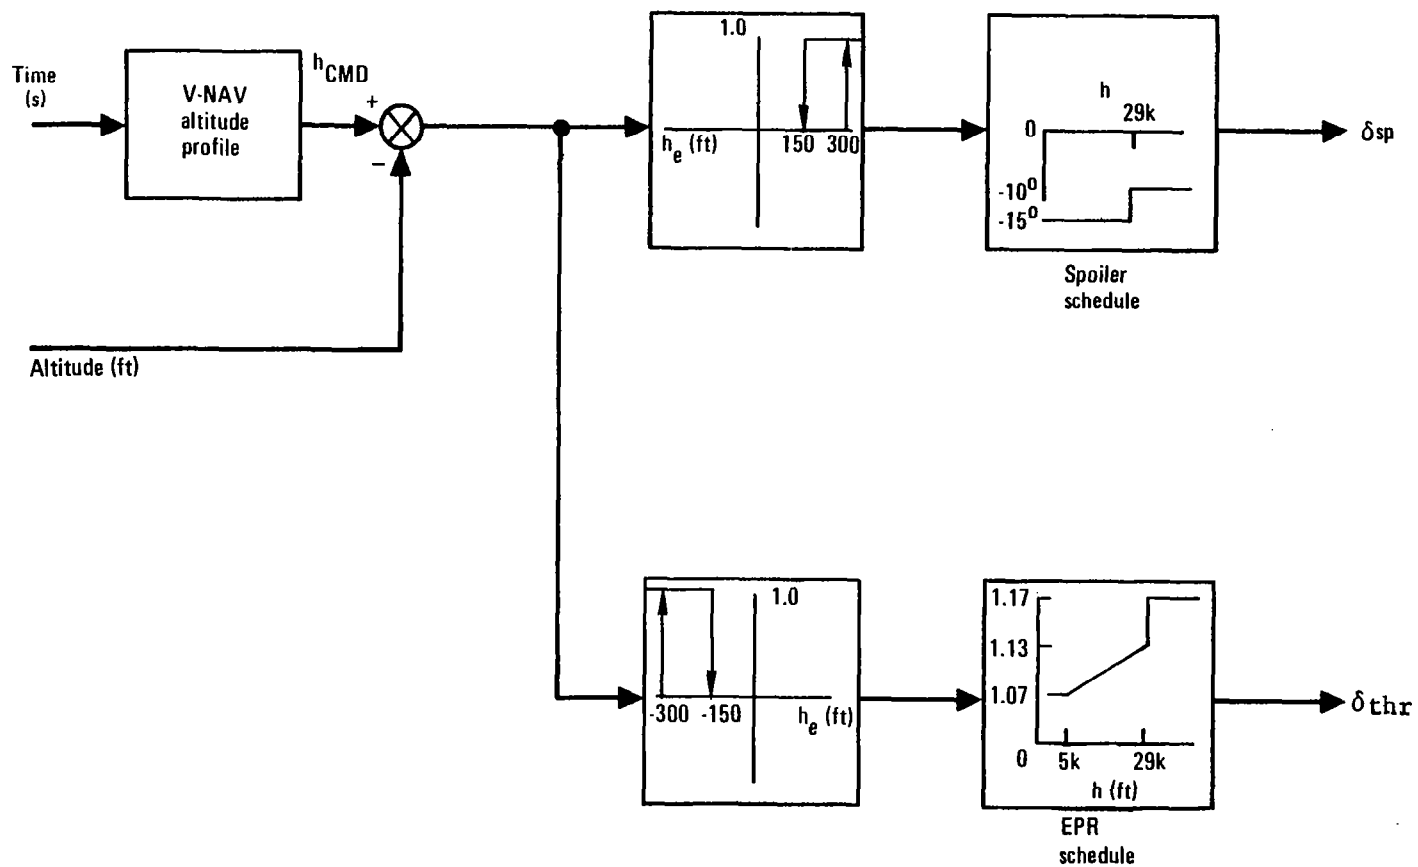 Time
(s)
V-NAV
altitude
profile
hCMD
+
−
Altitude (ft)
1.0
he (ft)
150 300
h
29k
0
-10⁰
-15⁰
Spoiler
schedule
δsp
1.0
-300 -150
he (ft)
1.17
1.13
1.07
0
5k
29k
h (ft)
EPR
schedule
δthr